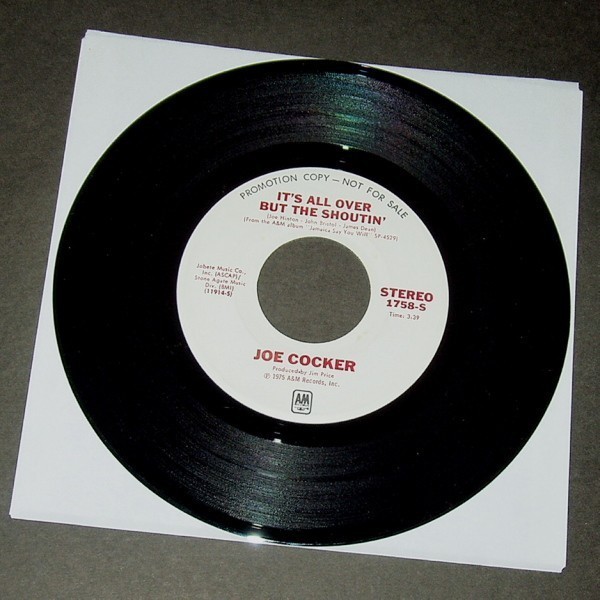 PROMOTION COPY — NOT FOR SALE
IT'S ALL OVER
BUT THE SHOUTIN'
(Joe Hinton - John Bristol - James Dean)
(From the A&M album "Jamaica Say You Will" SP-4529)
Jobete Music Co.,
Inc. (ASCAP)/
Stone Agate Music
Div. (BMI)
(11914-S)
STEREO
1758-S
Time: 3:39
JOE COCKER
Produced by Jim Price
℗ 1975 A&M Records, Inc.
A&M